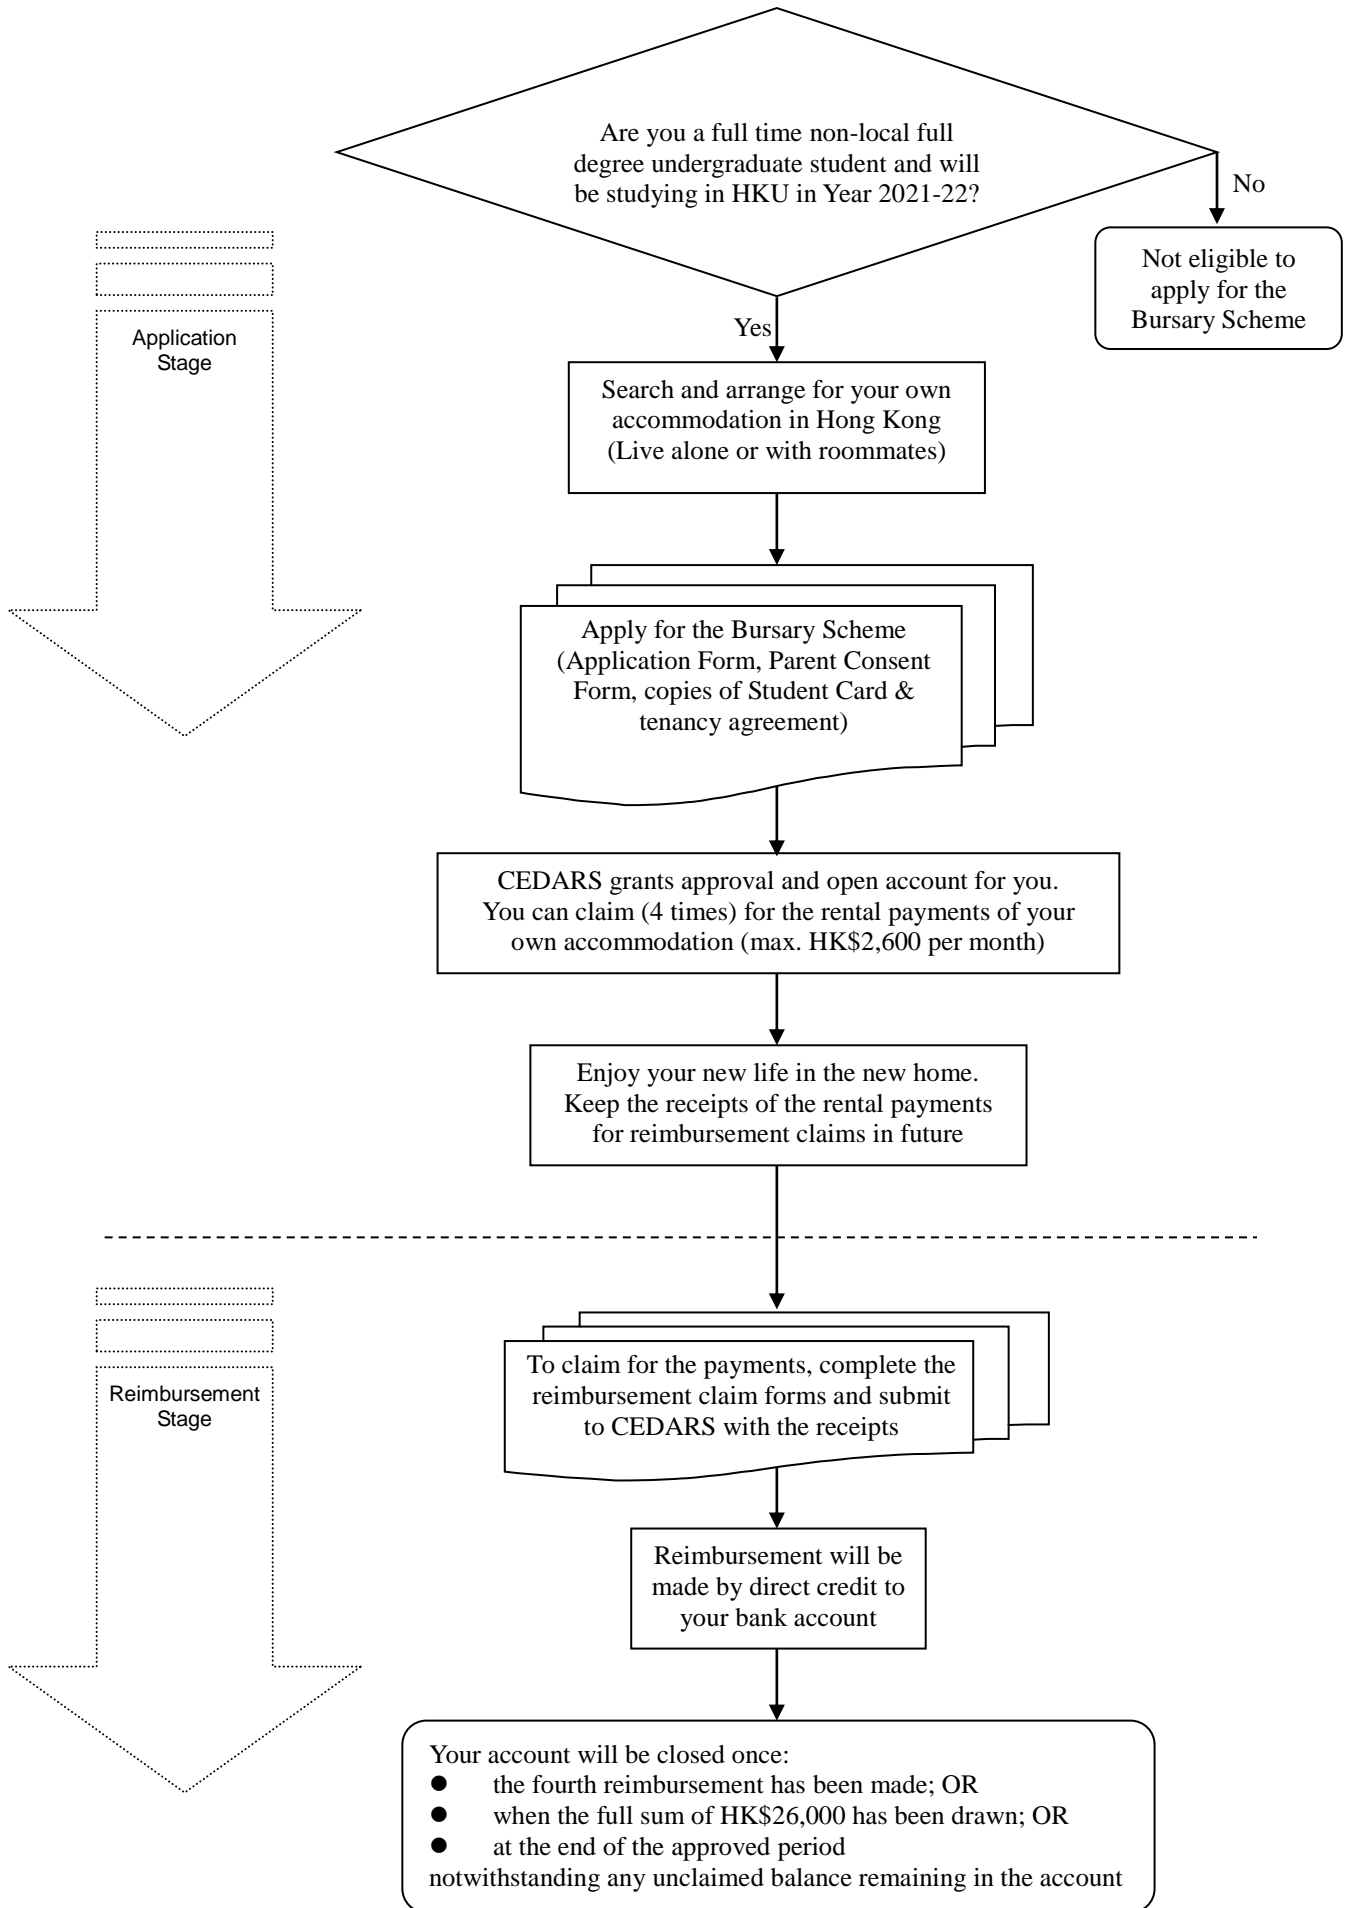 Are you a full time non-local full
degree undergraduate student and will
be studying in HKU in Year 2021-22?
No
Not eligible to
apply for the
Bursary Scheme
Yes
Application
Stage
Search and arrange for your own
accommodation in Hong Kong
(Live alone or with roommates)
Apply for the Bursary Scheme
(Application Form, Parent Consent
Form, copies of Student Card &
tenancy agreement)
CEDARS grants approval and open account for you.
You can claim (4 times) for the rental payments of your
own accommodation (max. HK$2,600 per month)
Enjoy your new life in the new home.
Keep the receipts of the rental payments
for reimbursement claims in future
Reimbursement
Stage
To claim for the payments, complete the
reimbursement claim forms and submit
to CEDARS with the receipts
Reimbursement will be
made by direct credit to
your bank account
Your account will be closed once:
● the fourth reimbursement has been made; OR
● when the full sum of HK$26,000 has been drawn; OR
● at the end of the approved period
notwithstanding any unclaimed balance remaining in the account